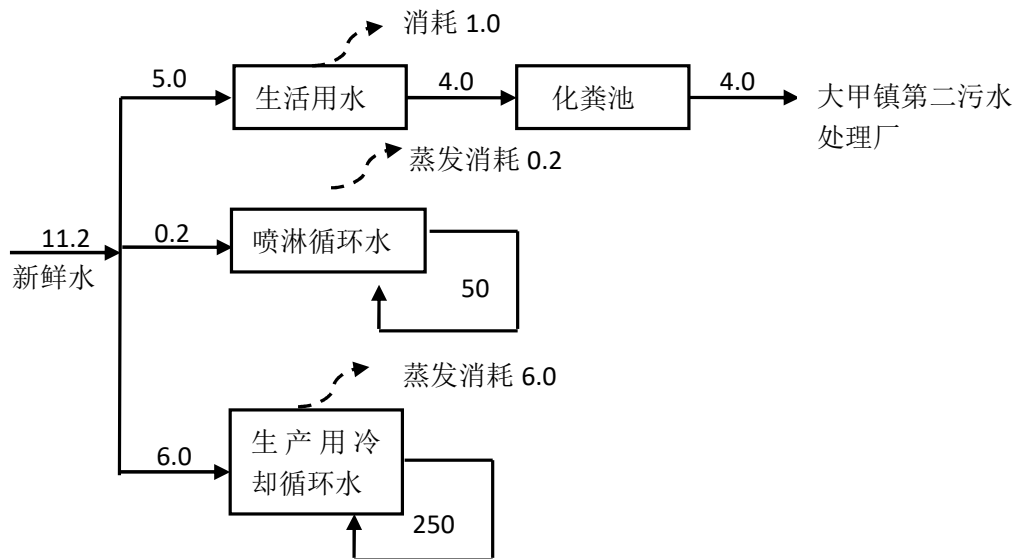 消耗 1.0
5.0
生活用水
4.0
化粪池
4.0
大甲镇第二污水
处理厂
蒸发消耗 0.2
11.2
新鲜水
0.2
喷淋循环水
50
蒸发消耗 6.0
6.0
生产用冷
却循环水
250